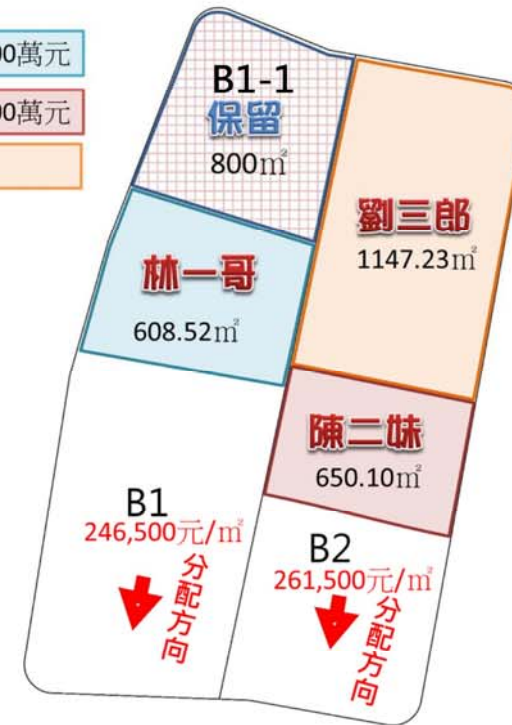 00萬元
00萬元
B1-1
保留
800㎡
劉三郎
1147.23㎡
林一哥
608.52㎡
陳二妹
650.10㎡
B1
246,500元/㎡
分配方向
B2
261,500元/㎡
分配方向